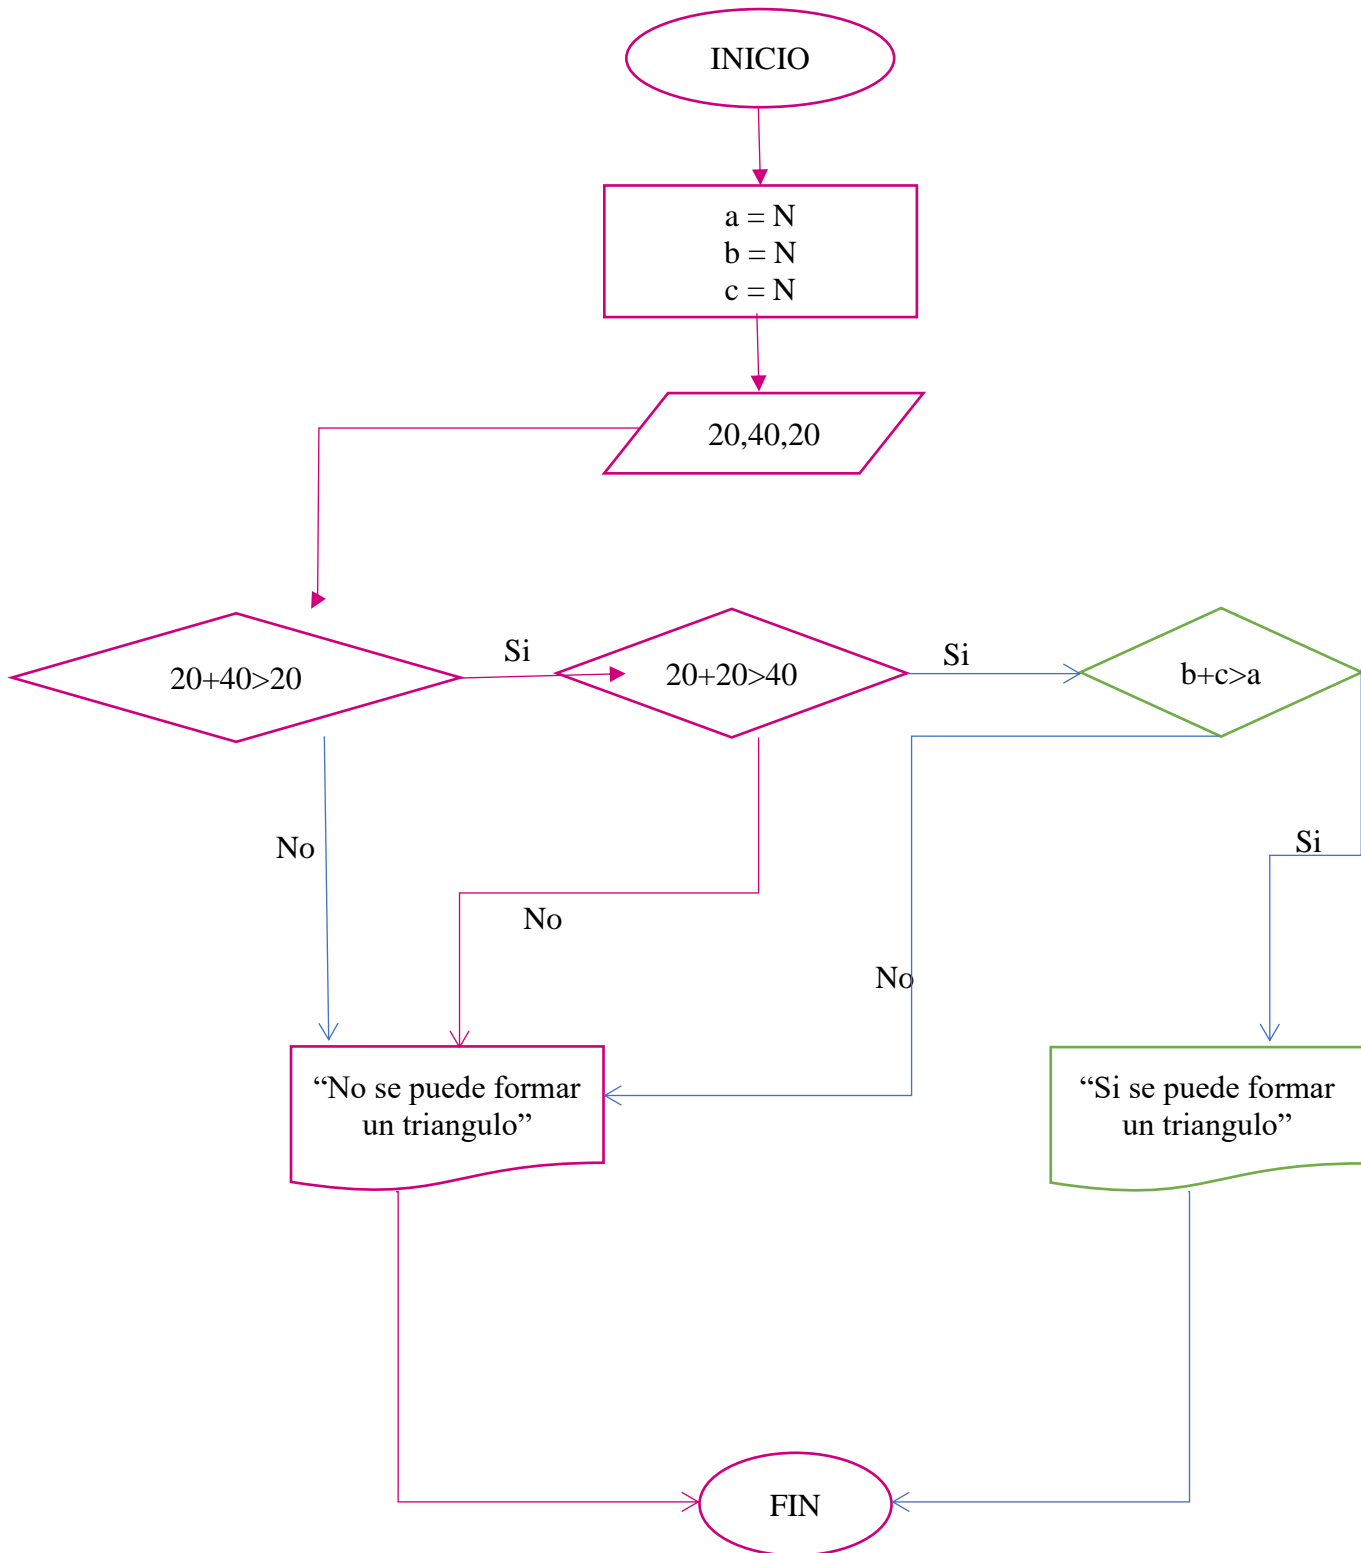 INICIO
a = N
b = N
c = N
20,40,20
20+40>20
Si
20+20>40
Si
b+c>a
No
No
No
Si
“No se puede formar
un triangulo”
“Si se puede formar
un triangulo”
FIN